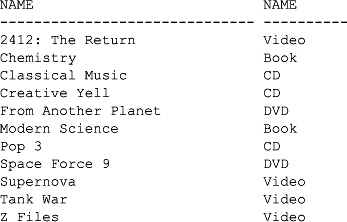 NAME                           NAME
------------------------------ ----------
2412: The Return               Video
Chemistry                      Book
Classical Music                CD
Creative Yell                  CD
From Another Planet            DVD
Modern Science                 Book
Pop 3                          CD
Space Force 9                  DVD
Supernova                      Video
Tank War                       Video
Z Files                        Video